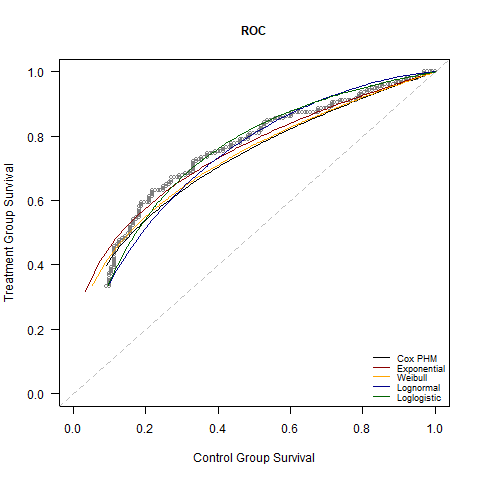 ROC
Treatment Group Survival
1.0
0.8
0.6
0.4
0.2
0.0
0.0 0.2 0.4 0.6 0.8 1.0
Control Group Survival
Cox PHM
Exponential
Weibull
Lognormal
Loglogistic